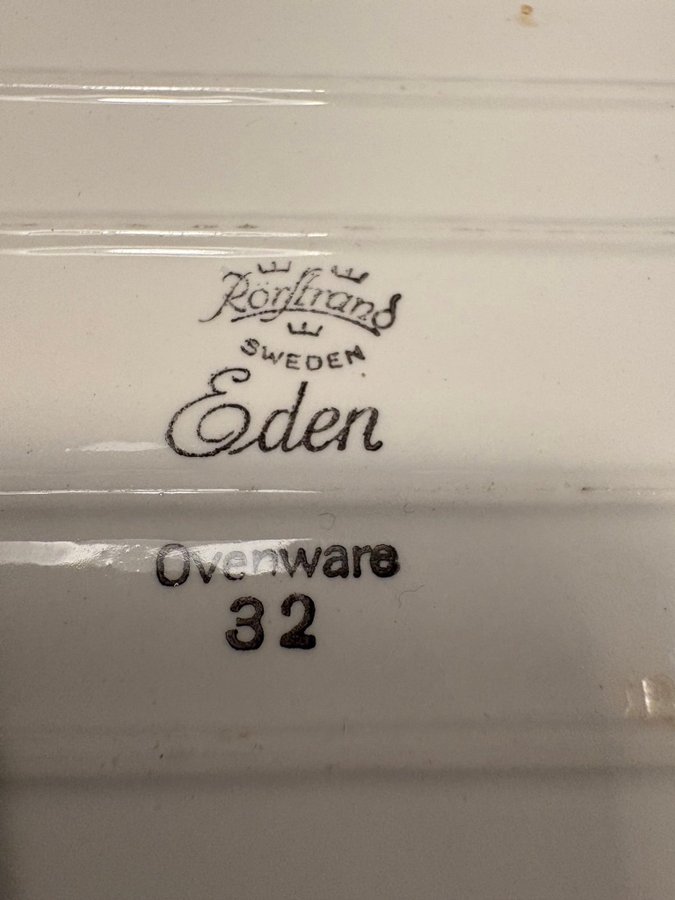 Rörstrand
SWEDEN
Eden
Ovenware
32